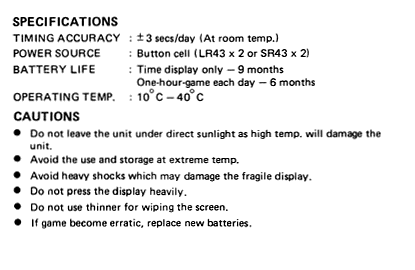 SPECIFICATIONS
TIMING ACCURACY : ±3 secs/day (At room temp.)
POWER SOURCE : Button cell (LR43 x 2 or SR43 x 2)
BATTERY LIFE : Time display only — 9 months
One-hour-game each day — 6 months
OPERATING TEMP. : 10°C — 40°C
CAUTIONS
● Do not leave the unit under direct sunlight as high temp. will damage the
unit.
● Avoid the use and storage at extreme temp.
● Avoid heavy shocks which may damage the fragile display.
● Do not press the display heavily.
● Do not use thinner for wiping the screen.
● If game become erratic, replace new batteries.